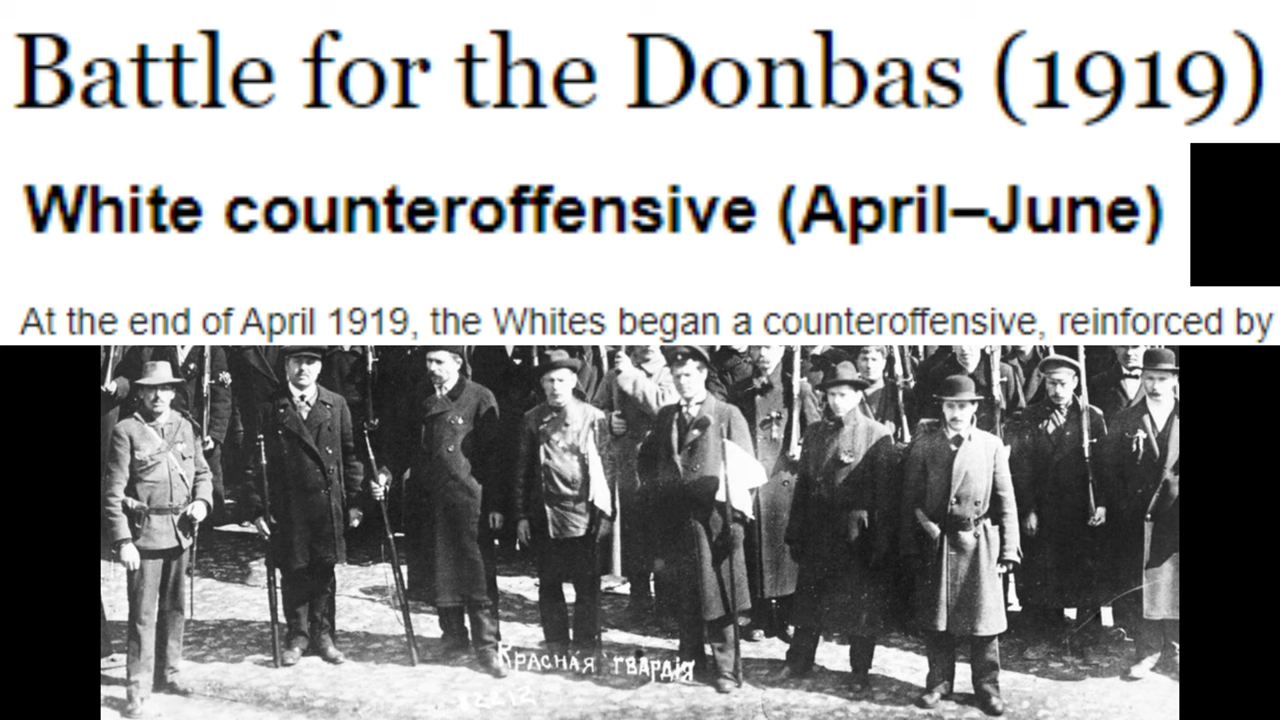 Battle for the Donbas (1919)
White counteroffensive (April–June)
At the end of April 1919, the Whites began a counteroffensive, reinforced by
Красная гвардія